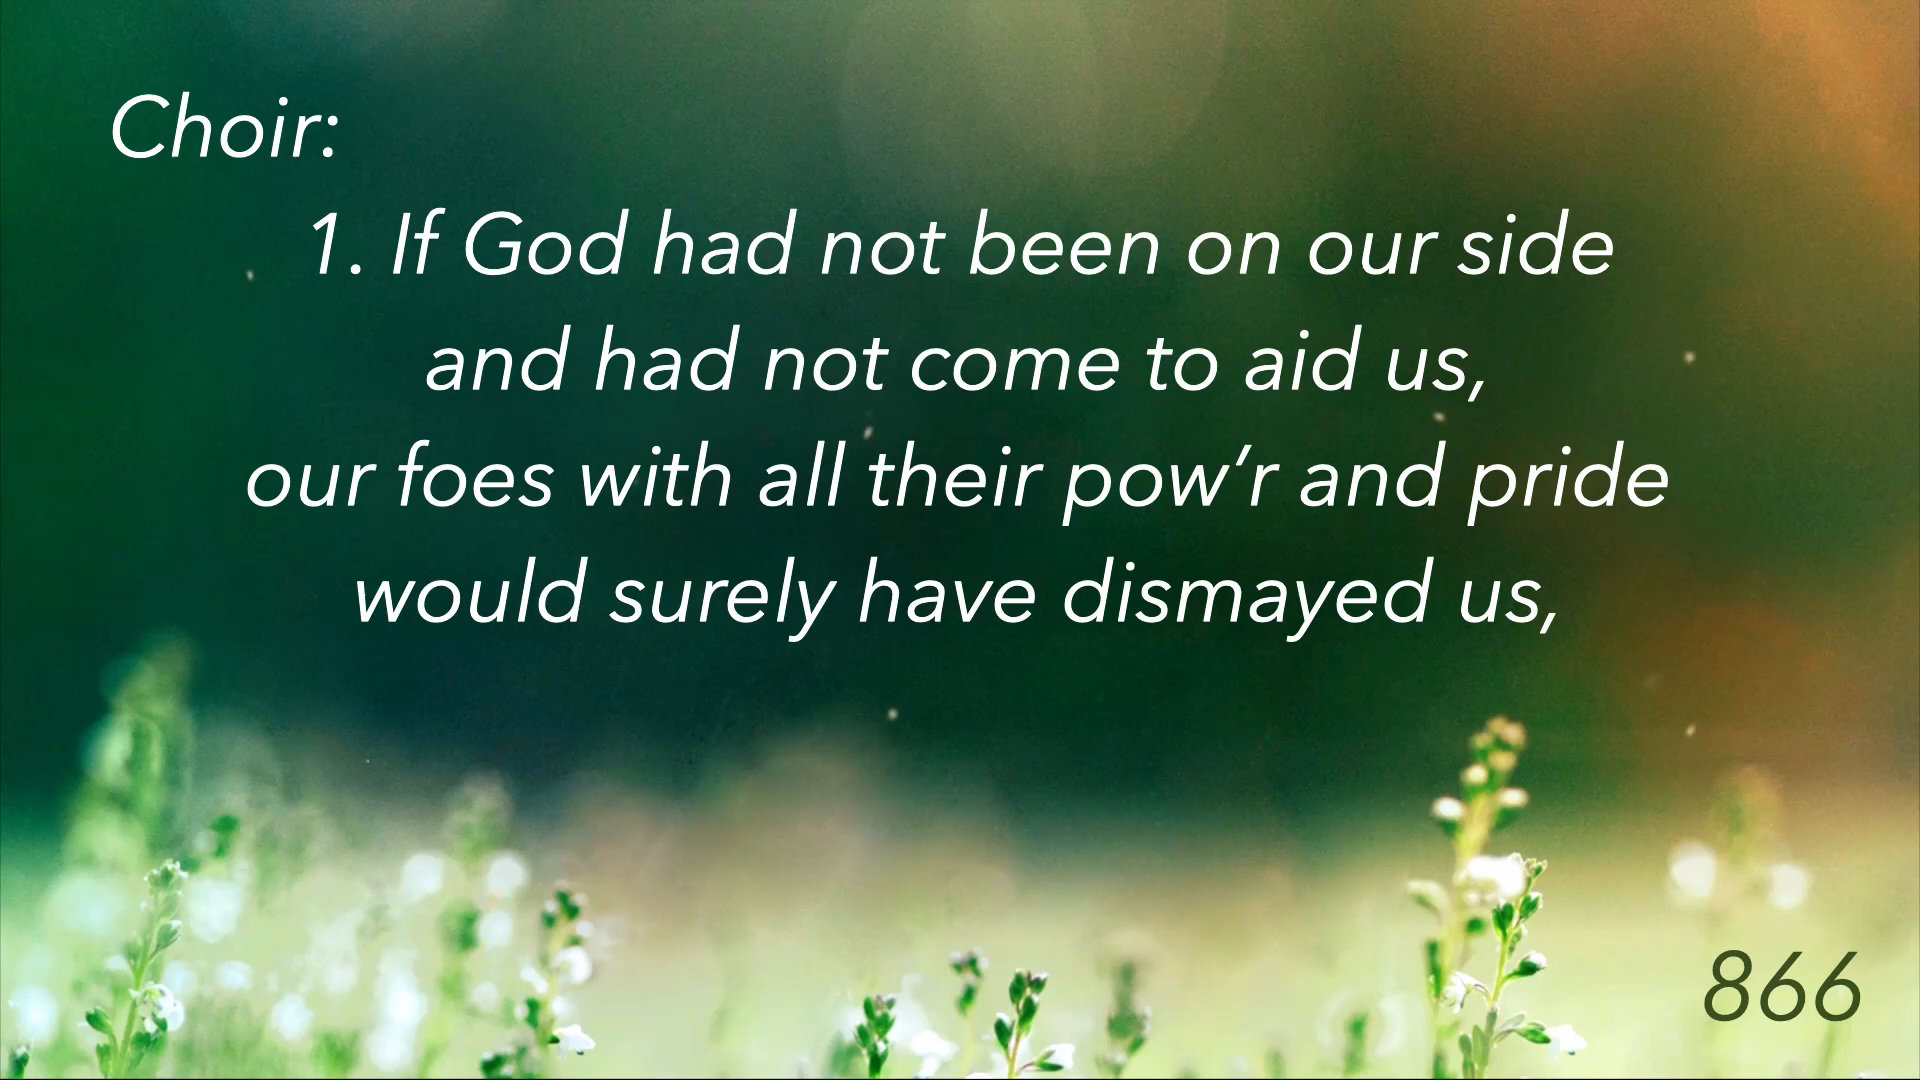 Choir:
1. If God had not been on our side
and had not come to aid us,
our foes with all their pow’r and pride
would surely have dismayed us,
866